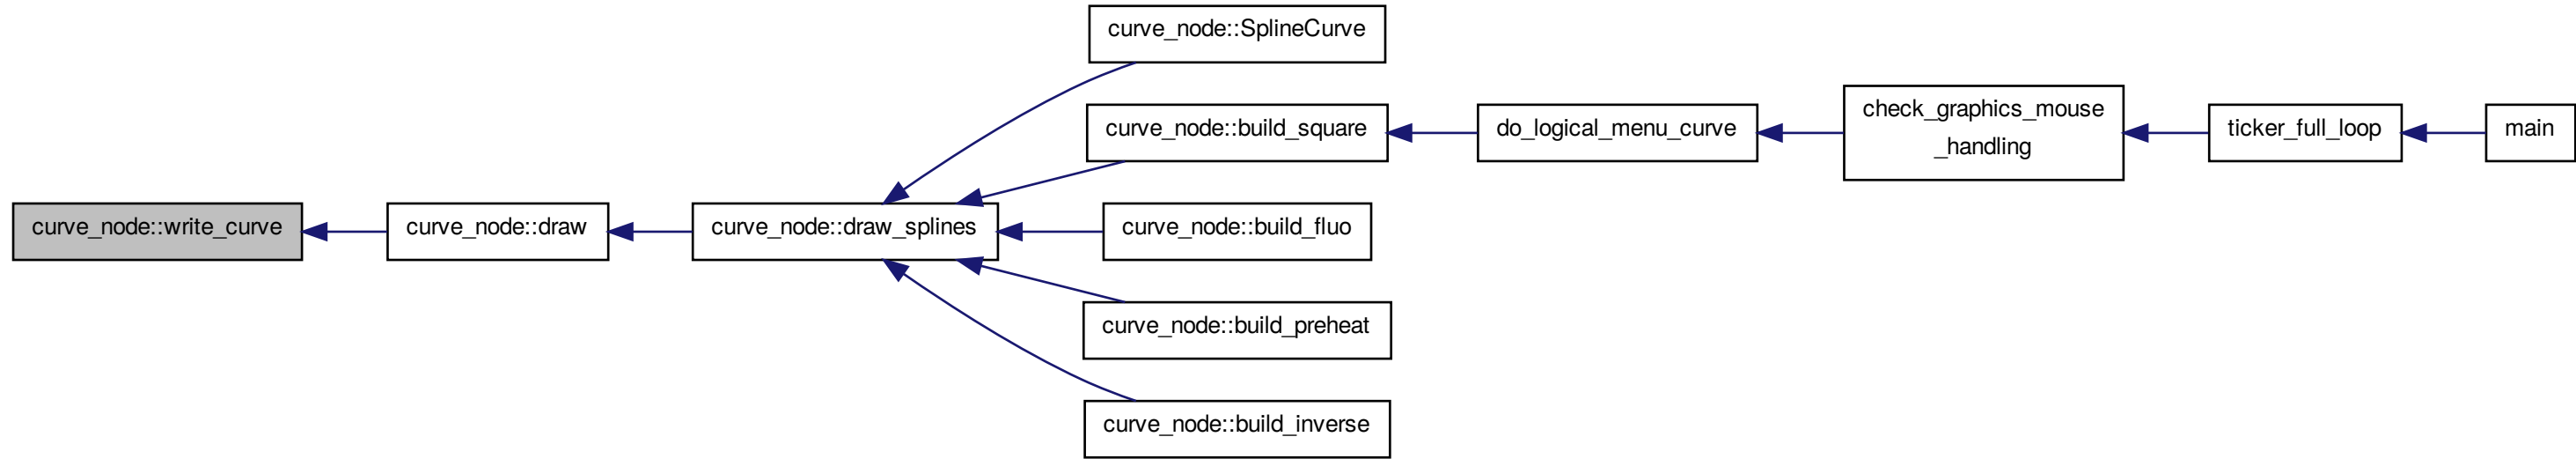 curve_node::SplineCurve
curve_node::build_square
do_logical_menu_curve
check_graphics_mouse
_handling
ticker_full_loop
main
curve_node::write_curve
curve_node::draw
curve_node::draw_splines
curve_node::build_fluo
curve_node::build_preheat
curve_node::build_inverse